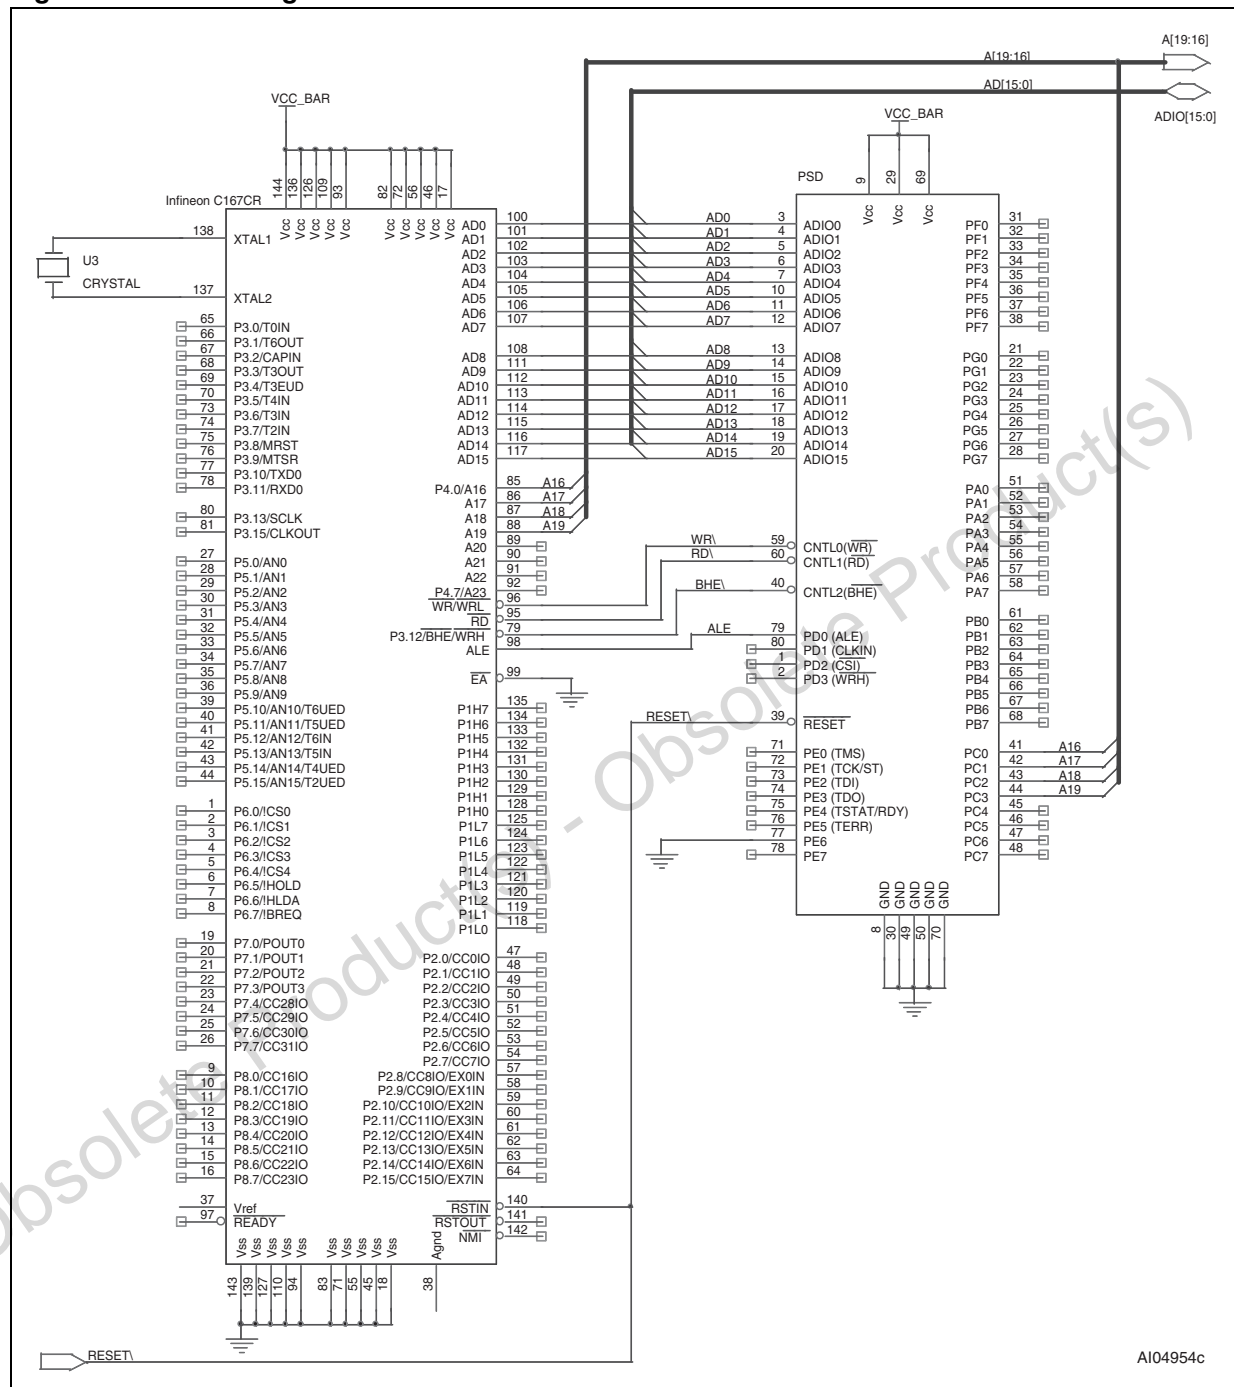 A[19:16]
A[19:16]
AD[15:0]
ADIO[15:0]
VCC_BAR
VCC_BAR
144 136 126 109 93 82 72 56 46 17
9 29 69
Infineon C167CR
PSD
Vcc Vcc Vcc Vcc Vcc Vcc Vcc Vcc Vcc Vcc
Vcc Vcc Vcc
138 XTAL1
U3
CRYSTAL
137 XTAL2
65 P3.0/T0IN
66 P3.1/T6OUT
67 P3.2/CAPIN
68 P3.3/T3OUT
69 P3.4/T3EUD
70 P3.5/T4IN
73 P3.6/T3IN
74 P3.7/T2IN
75 P3.8/MRST
76 P3.9/MTSR
77 P3.10/TXD0
78 P3.11/RXD0
80 P3.13/SCLK
81 P3.15/CLKOUT
27 P5.0/AN0
28 P5.1/AN1
29 P5.2/AN2
30 P5.3/AN3
31 P5.4/AN4
32 P5.5/AN5
33 P5.6/AN6
34 P5.7/AN7
35 P5.8/AN8
36 P5.9/AN9
39 P5.10/AN10/T6UED
40 P5.11/AN11/T5UED
41 P5.12/AN12/T6IN
42 P5.13/AN13/T5IN
43 P5.14/AN14/T4UED
44 P5.15/AN15/T2UED
1 P6.0/!CS0
2 P6.1/!CS1
3 P6.2/!CS2
4 P6.3/!CS3
5 P6.4/!CS4
6 P6.5/!HOLD
7 P6.6/!HLDA
8 P6.7/!BREQ
19 P7.0/POUT0
20 P7.1/POUT1
21 P7.2/POUT2
22 P7.3/POUT3
23 P7.4/CC28IO
24 P7.5/CC29IO
25 P7.6/CC30IO
26 P7.7/CC31IO
9 P8.0/CC16IO
10 P8.1/CC17IO
11 P8.2/CC18IO
12 P8.3/CC19IO
13 P8.4/CC20IO
14 P8.5/CC21IO
15 P8.6/CC22IO
16 P8.7/CC23IO
37 Vref
97 READY
AD0 100 AD0 3 ADIO0
AD1 101 AD1 4 ADIO1
AD2 102 AD2 5 ADIO2
AD3 103 AD3 6 ADIO3
AD4 104 AD4 7 ADIO4
AD5 105 AD5 10 ADIO5
AD6 106 AD6 11 ADIO6
AD7 107 AD7 12 ADIO7
AD8 108 AD8 13 ADIO8
AD9 111 AD9 14 ADIO9
AD10 112 AD10 15 ADIO10
AD11 113 AD11 16 ADIO11
AD12 114 AD12 17 ADIO12
AD13 115 AD13 18 ADIO13
AD14 116 AD14 19 ADIO14
AD15 117 AD15 20 ADIO15
P4.0/A16 85 A16
A17 86 A17
A18 87 A18
A19 88 A19
A20 89
A21 90
A22 91
P4.7/A23 92
WR/WRL 96 WR\ 59 CNTL0(WR)
RD 95 RD\ 60 CNTL1(RD)
P3.12/BHE/WRH 79 BHE\ 40 CNTL2(BHE)
ALE 98 ALE 79 PD0 (ALE)
80 PD1 (CLKIN)
1 PD2 (CSI)
2 PD3 (WRH)
EA 99
RESET\ 39 RESET
P1H7 135
P1H6 134
P1H5 133
P1H4 132
P1H3 131
P1H2 130
P1H1 129
P1H0 128
P1L7 125
P1L6 124
P1L5 123
P1L4 122
P1L3 121
P1L2 120
P1L1 119
P1L0 118
71 PE0 (TMS)
72 PE1 (TCK/ST)
73 PE2 (TDI)
74 PE3 (TDO)
75 PE4 (TSTAT/RDY)
76 PE5 (TERR)
77 PE6
78 PE7
P2.0/CC0IO 47
P2.1/CC1IO 48
P2.2/CC2IO 49
P2.3/CC3IO 50
P2.4/CC4IO 51
P2.5/CC5IO 52
P2.6/CC6IO 53
P2.7/CC7IO 54
P2.8/CC8IO/EX0IN 57
P2.9/CC9IO/EX1IN 58
P2.10/CC10IO/EX2IN 59
P2.11/CC11IO/EX3IN 60
P2.12/CC12IO/EX4IN 61
P2.13/CC13IO/EX5IN 62
P2.14/CC14IO/EX6IN 63
P2.15/CC15IO/EX7IN 64
RSTIN 140
RSTOUT 141
NMI 142
PF0 31
PF1 32
PF2 33
PF3 34
PF4 35
PF5 36
PF6 37
PF7 38
PG0 21
PG1 22
PG2 23
PG3 24
PG4 25
PG5 26
PG6 27
PG7 28
PA0 51
PA1 52
PA2 53
PA3 54
PA4 55
PA5 56
PA6 57
PA7 58
PB0 61
PB1 62
PB2 63
PB3 64
PB4 65
PB5 66
PB6 67
PB7 68
PC0 41 A16
PC1 42 A17
PC2 43 A18
PC3 44 A19
PC4 45
PC5 46
PC6 47
PC7 48
GND GND GND GND GND
8 30 49 50 70
Vss Vss Vss Vss Vss Vss Vss Vss Vss Vss Agnd
143 139 127 110 94 83 71 55 45 18 38
RESET\
AI04954c
Obsolete Product(s) - Obsolete Product(s)